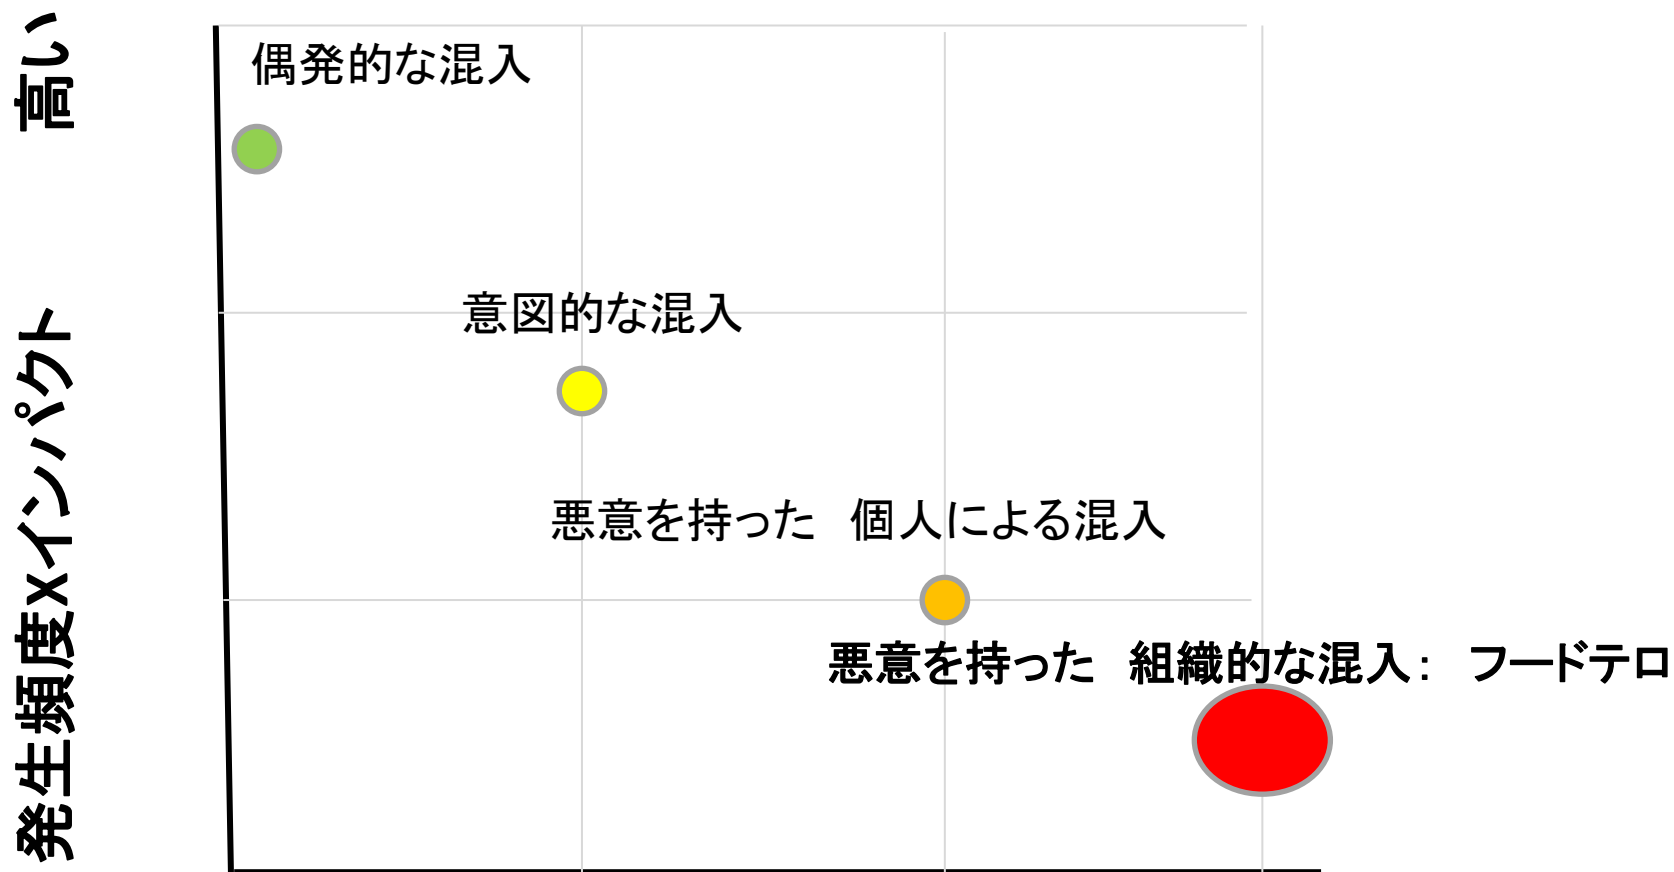 高い
発生頻度xインパクト
偶発的な混入
意図的な混入
悪意を持った　個人による混入
悪意を持った　組織的な混入：　フードテロ